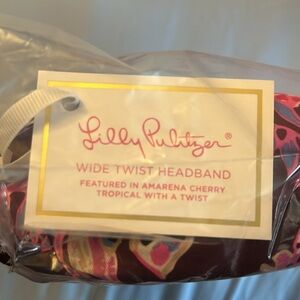 Lilly Pulitzer®
WIDE TWIST HEADBAND
FEATURED IN AMARENA CHERRY
TROPICAL WITH A TWIST